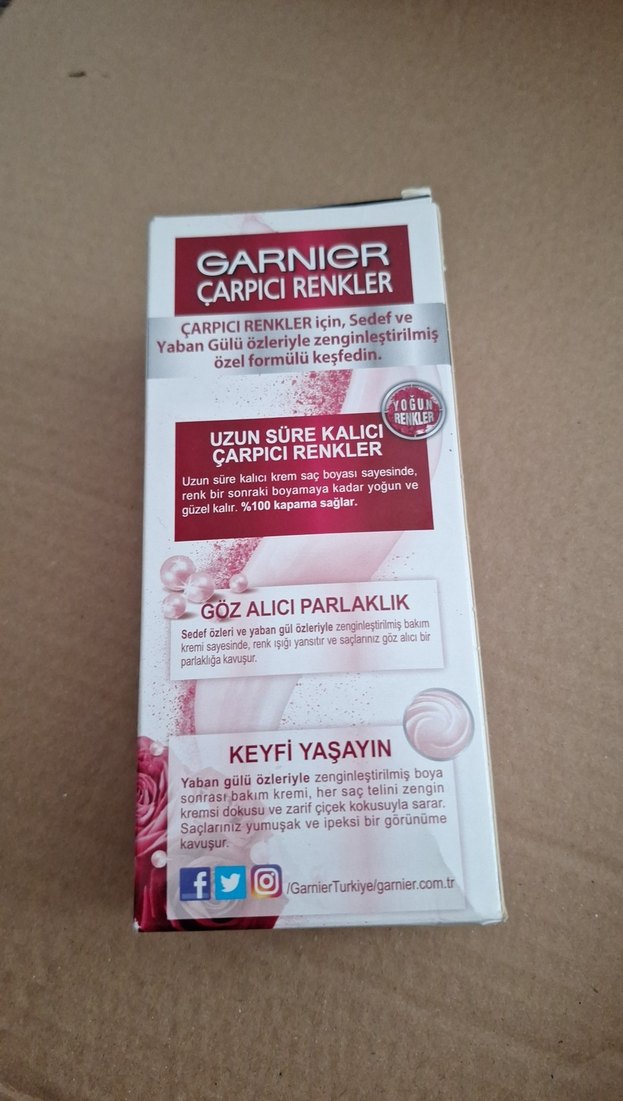 GARNIER
ÇARPICI RENKLER
ÇARPICI RENKLER için, Sedef ve
Yaban Gülü özleriyle zenginleştirilmiş
özel formülü keşfedin.
YOĞUN
RENKLER
UZUN SÜRE KALICI
ÇARPICI RENKLER
Uzun süre kalıcı krem saç boyası sayesinde,
renk bir sonraki boyamaya kadar yoğun ve
güzel kalır. %100 kapama sağlar.
GÖZ ALICI PARLAKLIK
Sedef özleri ve yaban gül özleriyle zenginleştirilmiş bakım
kremi sayesinde, renk ışığı yansıtır ve saçlarınız göz alıcı bir
parlaklığa kavuşur.
KEYFİ YAŞAYIN
Yaban gülü özleriyle zenginleştirilmiş boya
sonrası bakım kremi, her saç telini zengin
kremsi dokusu ve zarif çiçek kokusuyla sarar.
Saçlarınız yumuşak ve ipeksi bir görünüme
kavuşur.
/GarnierTurkiye/garnier.com.tr